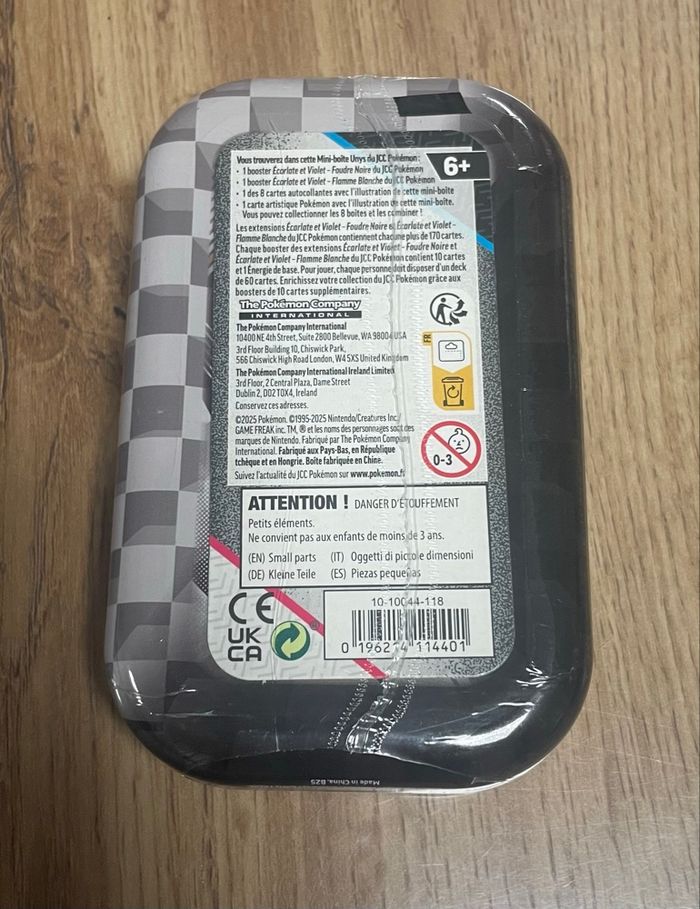 Vous trouverez dans cette Mini-boîte Unys du JCC Pokémon :
6+
• 1 booster Écarlate et Violet – Foudre Noire du JCC Pokémon
• 1 booster Écarlate et Violet – Flamme Blanche du JCC Pokémon
• 1 des 8 cartes autocollantes avec l'illustration de cette mini-boîte
• 1 carte artistique Pokémon avec l'illustration de cette mini-boîte.
Vous pouvez collectionner les 8 boîtes et les combiner !
Les extensions Écarlate et Violet – Foudre Noire et Écarlate et Violet –
Flamme Blanche du JCC Pokémon contiennent chacune plus de 170 cartes.
Chaque booster des extensions Écarlate et Violet – Foudre Noire et
Écarlate et Violet – Flamme Blanche du JCC Pokémon contient 10 cartes
et 1 Énergie de base. Pour jouer, chaque personne doit disposer d'un deck
de 60 cartes. Enrichissez votre collection du JCC Pokémon grâce aux
boosters de 10 cartes supplémentaires.
The Pokémon Company
INTERNATIONAL
The Pokémon Company International
10400 NE 4th Street, Suite 2800 Bellevue, WA 98004 USA
3rd Floor Building 10, Chiswick Park,
566 Chiswick High Road London, W4 5XS United Kingdom
The Pokémon Company International Ireland Limited
3rd Floor, 2 Central Plaza, Dame Street
Dublin 2, D02 T0X4, Ireland
Conservez ces adresses.
FR
©2025 Pokémon. ©1995-2025 Nintendo/Creatures Inc./
GAME FREAK inc. TM, ® et les noms des personnages sont des
marques de Nintendo. Fabriqué par The Pokémon Company
International. Fabriqué aux Pays-Bas, en République
tchèque et en Hongrie. Boîte fabriquée en Chine.
Suivez l'actualité du JCC Pokémon sur www.pokemon.fr
0-3
ATTENTION ! DANGER D'ÉTOUFFEMENT
Petits éléments.
Ne convient pas aux enfants de moins de 3 ans.
(EN) Small parts (IT) Oggetti di piccole dimensioni
(DE) Kleine Teile (ES) Piezas pequeñas
CE
UK
CA
®
10-10044-118
0 196214 114401
Made in China, BZS